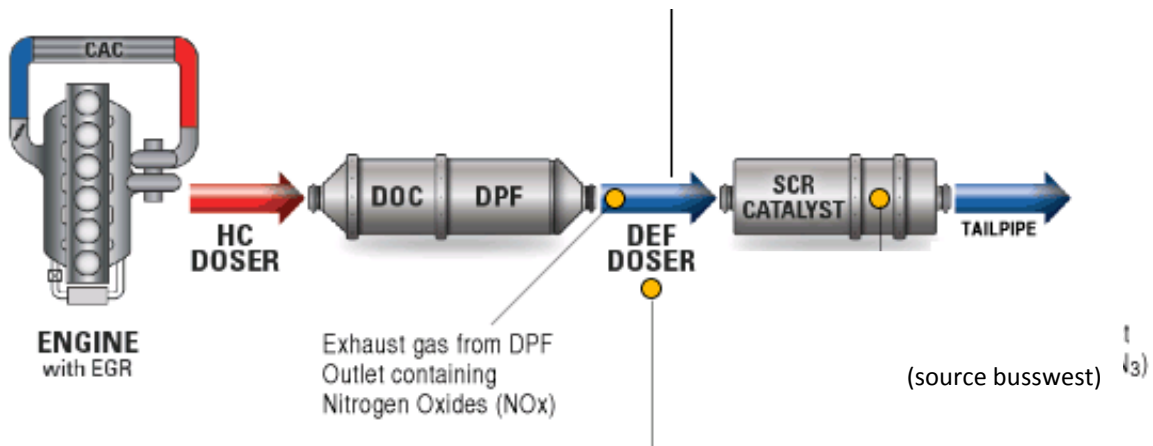 CAC
DOC
DPF
SCR
CATALYST
HC
DOSER
DEF
DOSER
TAILPIPE
ENGINE
with EGR
Exhaust gas from DPF
Outlet containing
Nitrogen Oxides (NOx)
(source busswest)